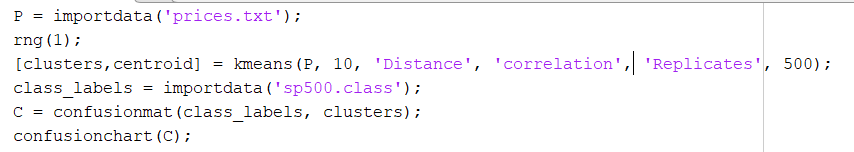 P = importdata('prices.txt');
rng(1);
[clusters,centroid] = kmeans(P, 10, 'Distance', 'correlation', 'Replicates', 500);
class_labels = importdata('sp500.class');
C = confusionmat(class_labels, clusters);
confusionchart(C);